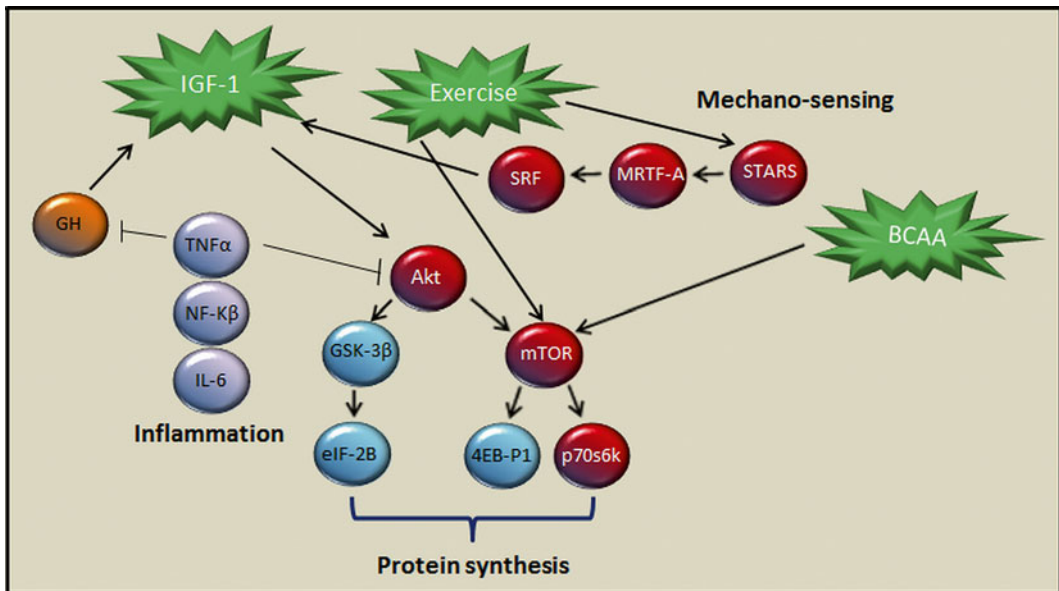 IGF-1
Exercise
Mechano-sensing
SRF
MRTF-A
STARS
GH
TNFα
BCAA
Akt
NF-Kβ
GSK-3β
mTOR
IL-6
Inflammation
eIF-2B
4EB-P1
p70s6k
Protein synthesis